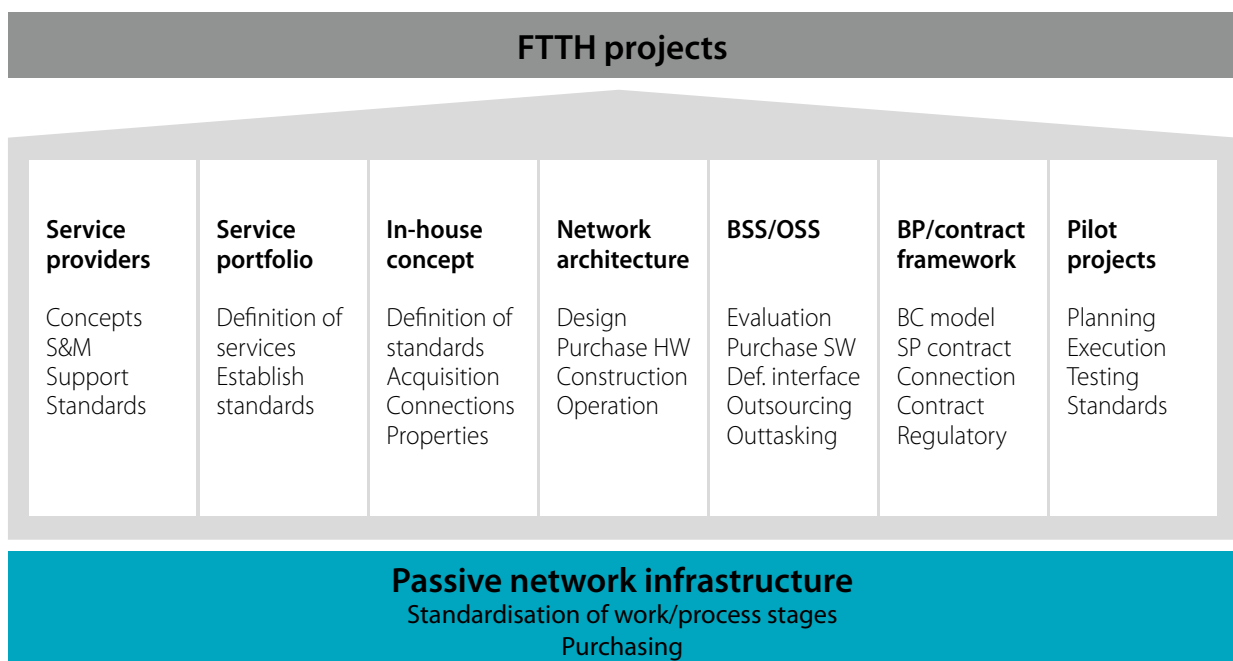 FTTH projects
Service
providers
Concepts
S&M
Support
Standards
Service
portfolio
Definition of
services
Establish
standards
In-house
concept
Definition of
standards
Acquisition
Connections
Properties
Network
architecture
Design
Purchase HW
Construction
Operation
BSS/OSS
Evaluation
Purchase SW
Def. interface
Outsourcing
Outtasking
BP/contract
framework
BC model
SP contract
Connection
Contract
Regulatory
Pilot
projects
Planning
Execution
Testing
Standards
Passive network infrastructure
Standardisation of work/process stages
Purchasing